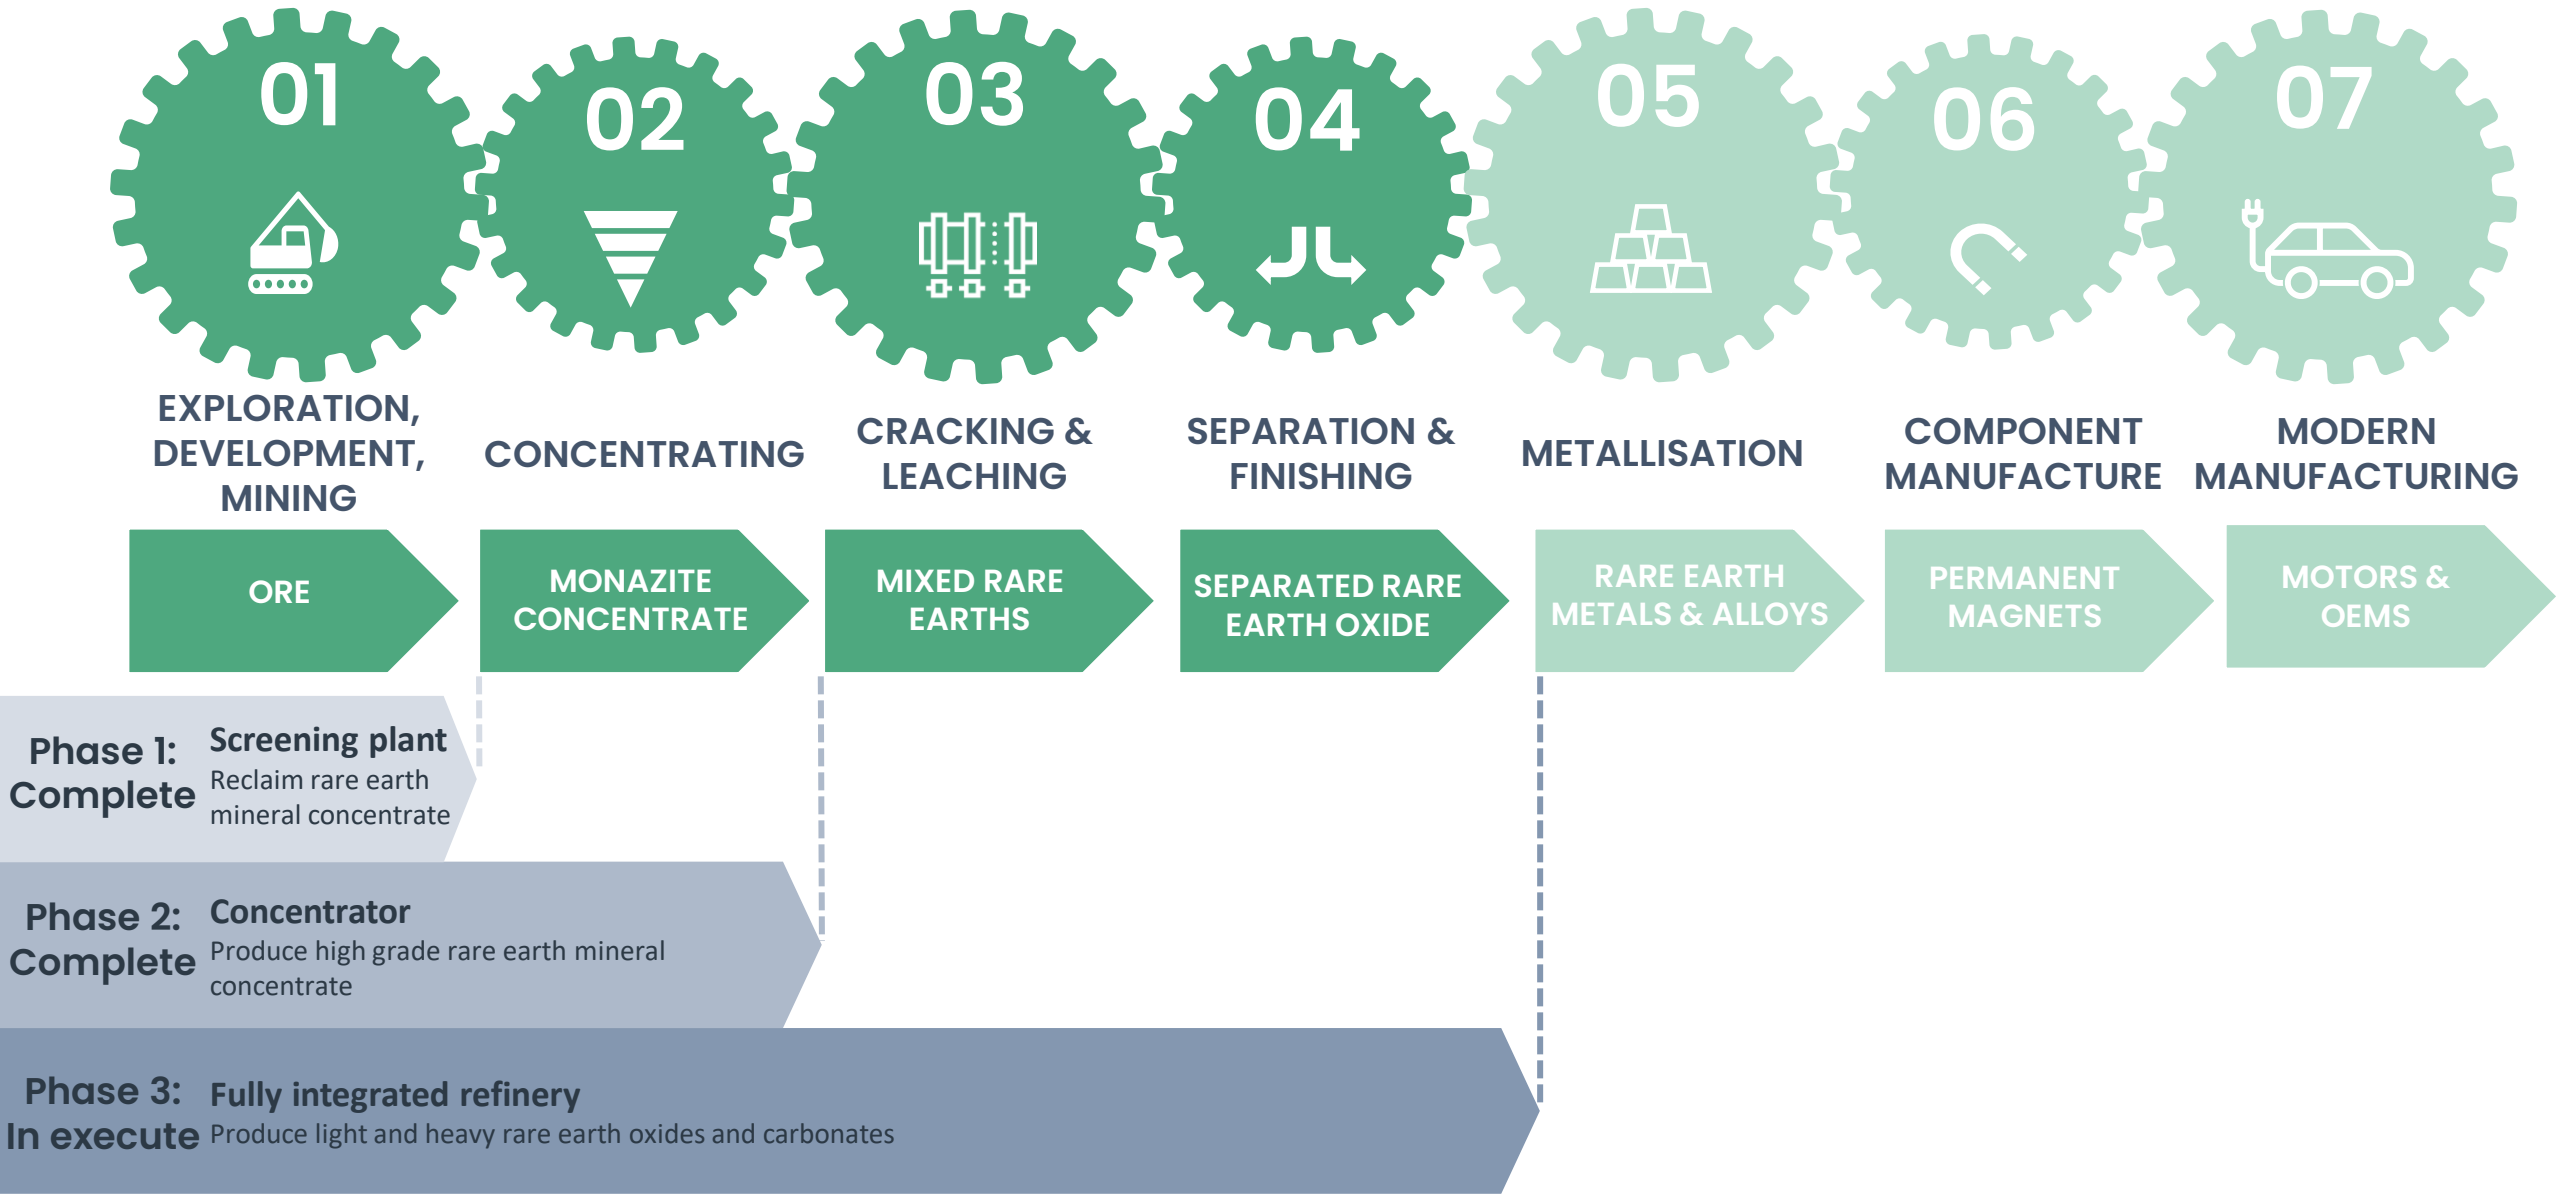 01
02
03
04
05
06
07
EXPLORATION,
DEVELOPMENT,
MINING
CONCENTRATING
CRACKING &
LEACHING
SEPARATION &
FINISHING
METALLISATION
COMPONENT
MANUFACTURE
MODERN
MANUFACTURING
ORE
MONAZITE
CONCENTRATE
MIXED RARE
EARTHS
SEPARATED RARE
EARTH OXIDE
RARE EARTH
METALS & ALLOYS
PERMANENT
MAGNETS
MOTORS &
OEMS
Phase 1:
Complete
Screening plant
Reclaim rare earth
mineral concentrate
Phase 2:
Complete
Concentrator
Produce high grade rare earth mineral
concentrate
Phase 3:
In execute
Fully integrated refinery
Produce light and heavy rare earth oxides and carbonates